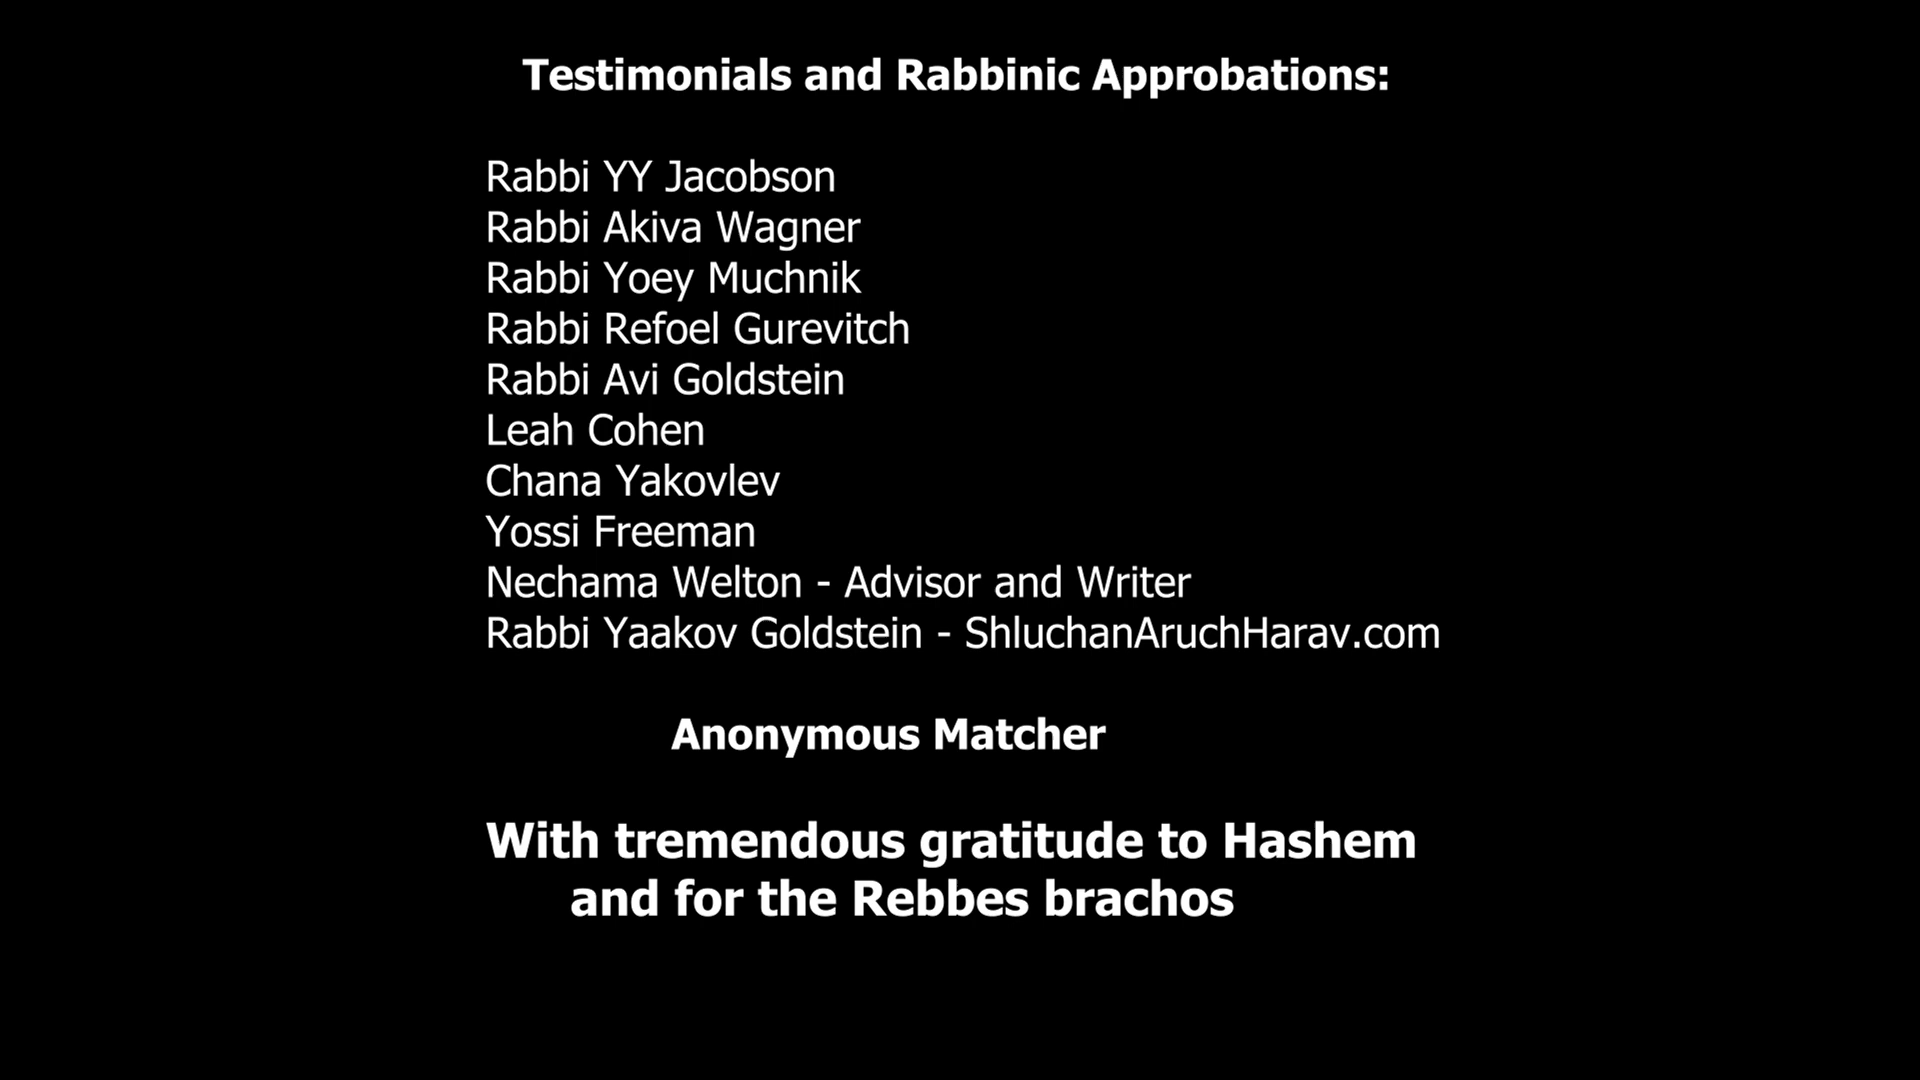 Testimonials and Rabbinic Approbations:
Rabbi YY Jacobson
Rabbi Akiva Wagner
Rabbi Yoey Muchnik
Rabbi Refoel Gurevitch
Rabbi Avi Goldstein
Leah Cohen
Chana Yakovlev
Yossi Freeman
Nechama Welton - Advisor and Writer
Rabbi Yaakov Goldstein - ShluchanAruchHarav.com
Anonymous Matcher
With tremendous gratitude to Hashem
and for the Rebbes brachos